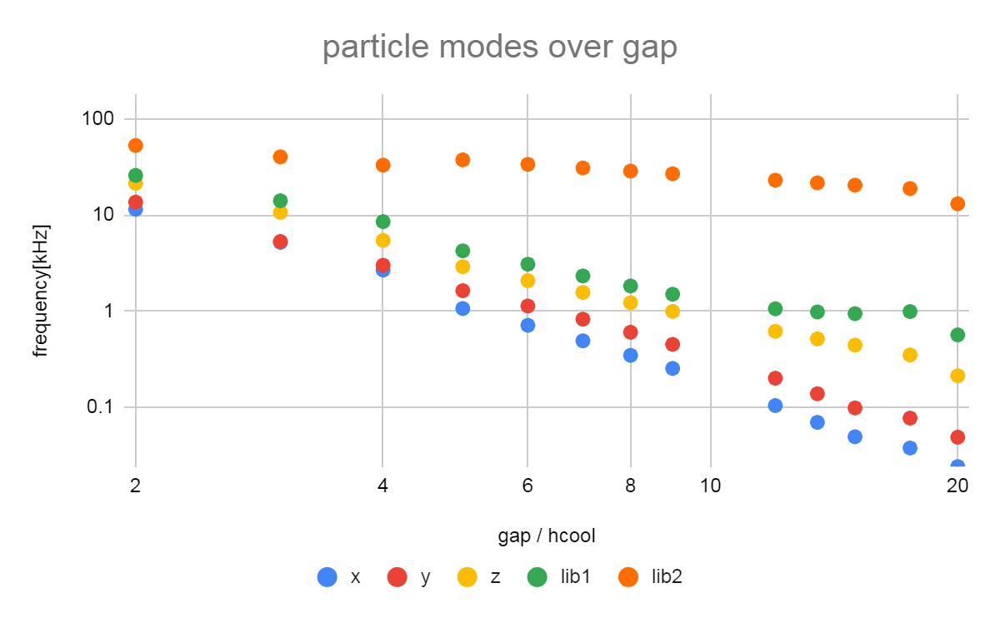 particle modes over gap
100
10
1
0.1
frequency[kHz]
2 4 6 8 10 20
gap / hcool
x y z lib1 lib2